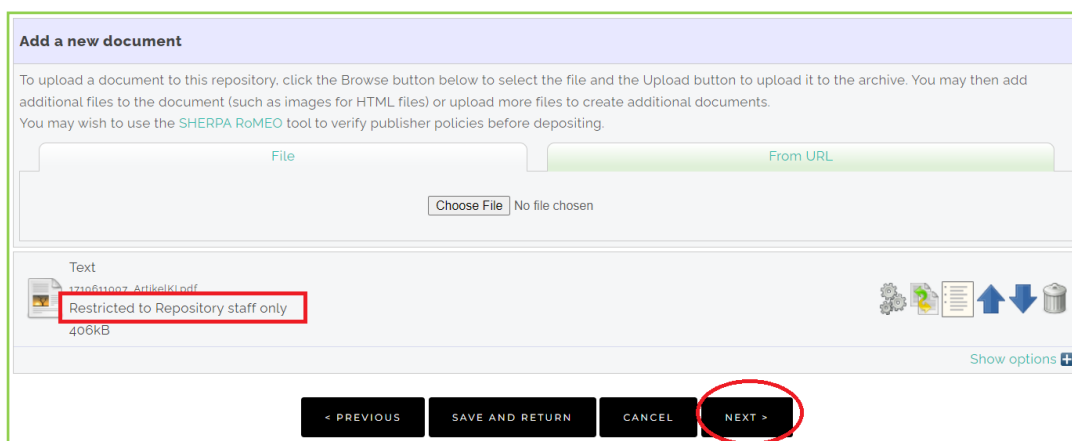 Add a new document
To upload a document to this repository, click the Browse button below to select the file and the Upload button to upload it to the archive. You may then add
additional files to the document (such as images for HTML files) or upload more files to create additional documents.
You may wish to use the SHERPA RoMEO tool to verify publisher policies before depositing.
File From URL
Choose File No file chosen
Text
1710611007_ArtikelKI.pdf
Restricted to Repository staff only
406kB
Show options
< PREVIOUS SAVE AND RETURN CANCEL NEXT >